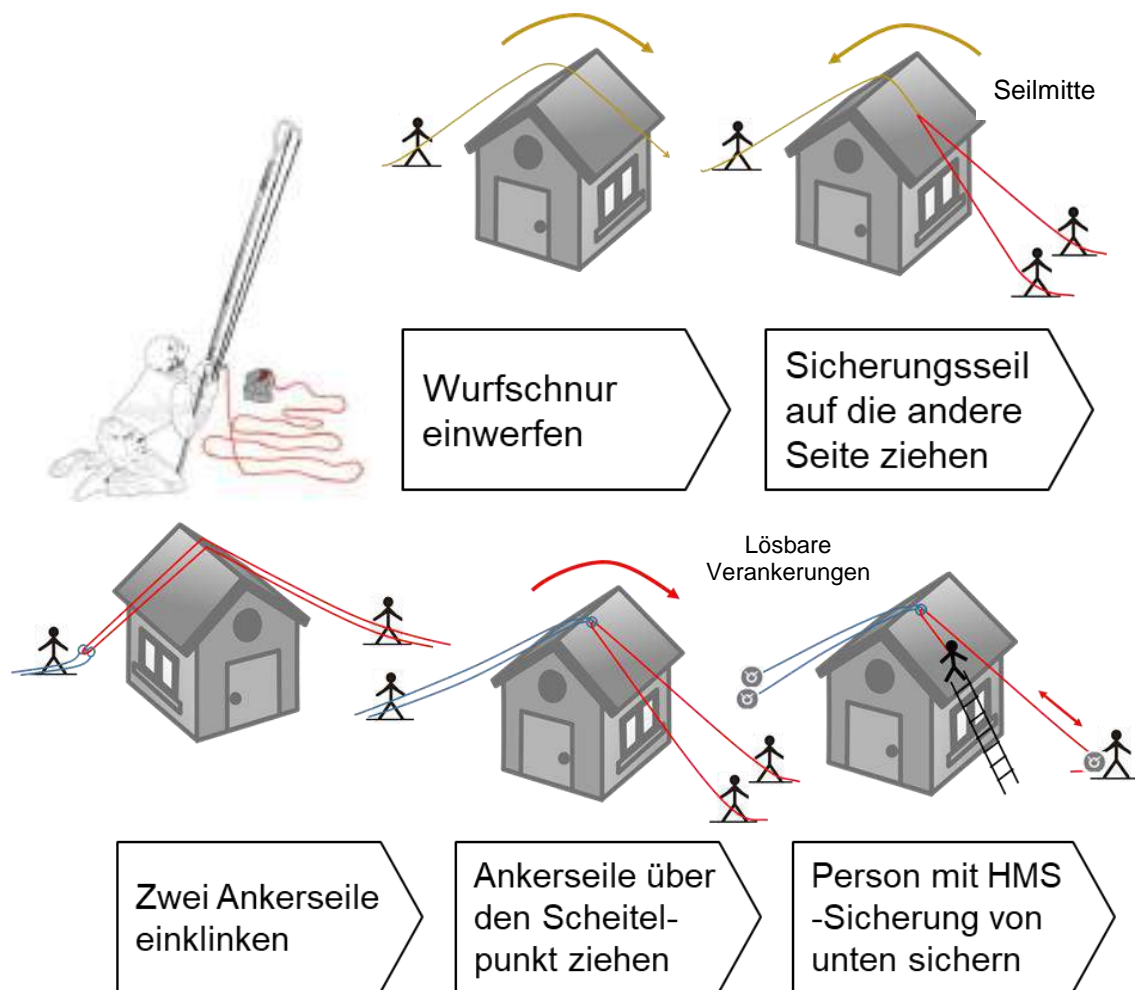 Seilmitte
Wurfschnur
einwerfen
Sicherungsseil
auf die andere
Seite ziehen
Lösbare
Verankerungen
Zwei Ankerseile
einklinken
Ankerseile über
den Scheitel-
punkt ziehen
Person mit HMS
-Sicherung von
unten sichern